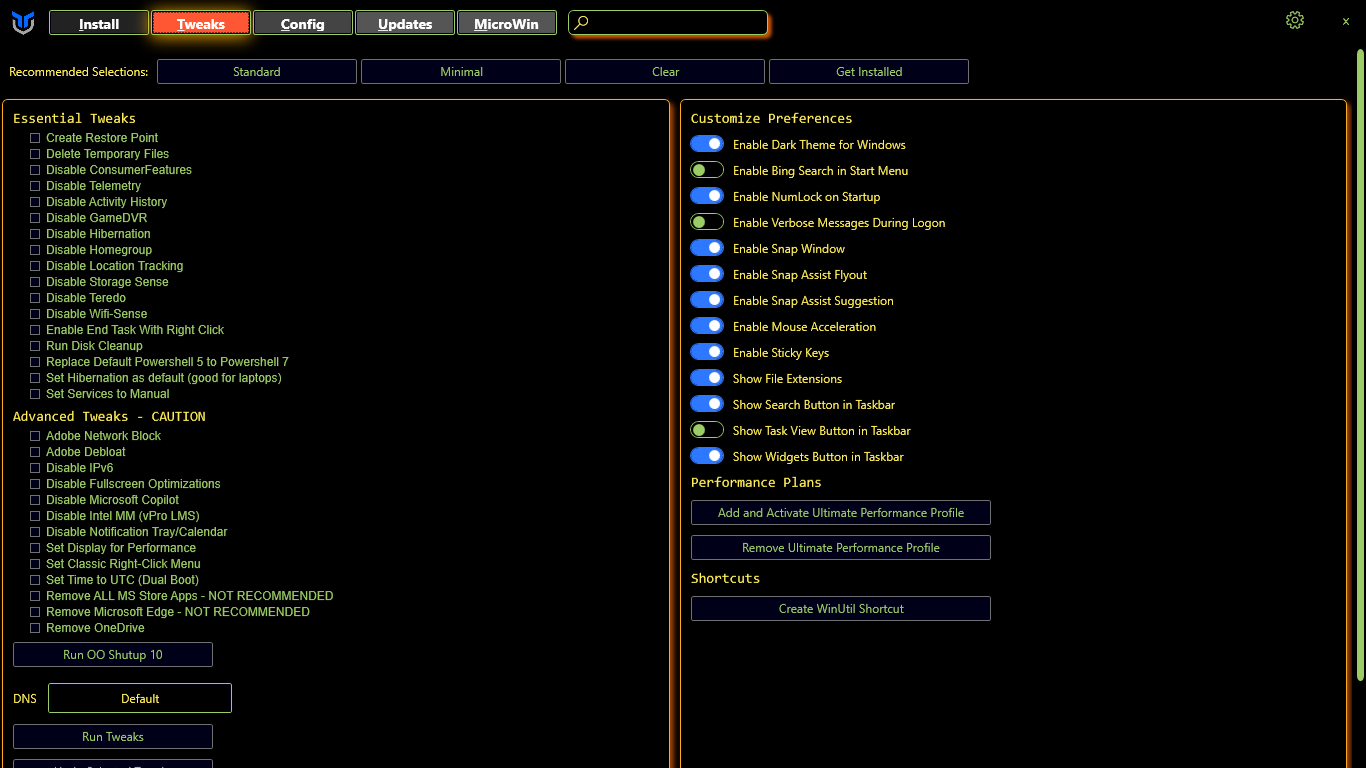 Install Tweaks Config Updates MicroWin
Recommended Selections: Standard Minimal Clear Get Installed
Essential Tweaks
Create Restore Point
Delete Temporary Files
Disable ConsumerFeatures
Disable Telemetry
Disable Activity History
Disable GameDVR
Disable Hibernation
Disable Homegroup
Disable Location Tracking
Disable Storage Sense
Disable Teredo
Disable Wifi-Sense
Enable End Task With Right Click
Run Disk Cleanup
Replace Default Powershell 5 to Powershell 7
Set Hibernation as default (good for laptops)
Set Services to Manual
Advanced Tweaks - CAUTION
Adobe Network Block
Adobe Debloat
Disable IPv6
Disable Fullscreen Optimizations
Disable Microsoft Copilot
Disable Intel MM (vPro LMS)
Disable Notification Tray/Calendar
Set Display for Performance
Set Classic Right-Click Menu
Set Time to UTC (Dual Boot)
Remove ALL MS Store Apps - NOT RECOMMENDED
Remove Microsoft Edge - NOT RECOMMENDED
Remove OneDrive
Run OO Shutup 10
DNS Default
Run Tweaks
Customize Preferences
Enable Dark Theme for Windows
Enable Bing Search in Start Menu
Enable NumLock on Startup
Enable Verbose Messages During Logon
Enable Snap Window
Enable Snap Assist Flyout
Enable Snap Assist Suggestion
Enable Mouse Acceleration
Enable Sticky Keys
Show File Extensions
Show Search Button in Taskbar
Show Task View Button in Taskbar
Show Widgets Button in Taskbar
Performance Plans
Add and Activate Ultimate Performance Profile
Remove Ultimate Performance Profile
Shortcuts
Create WinUtil Shortcut